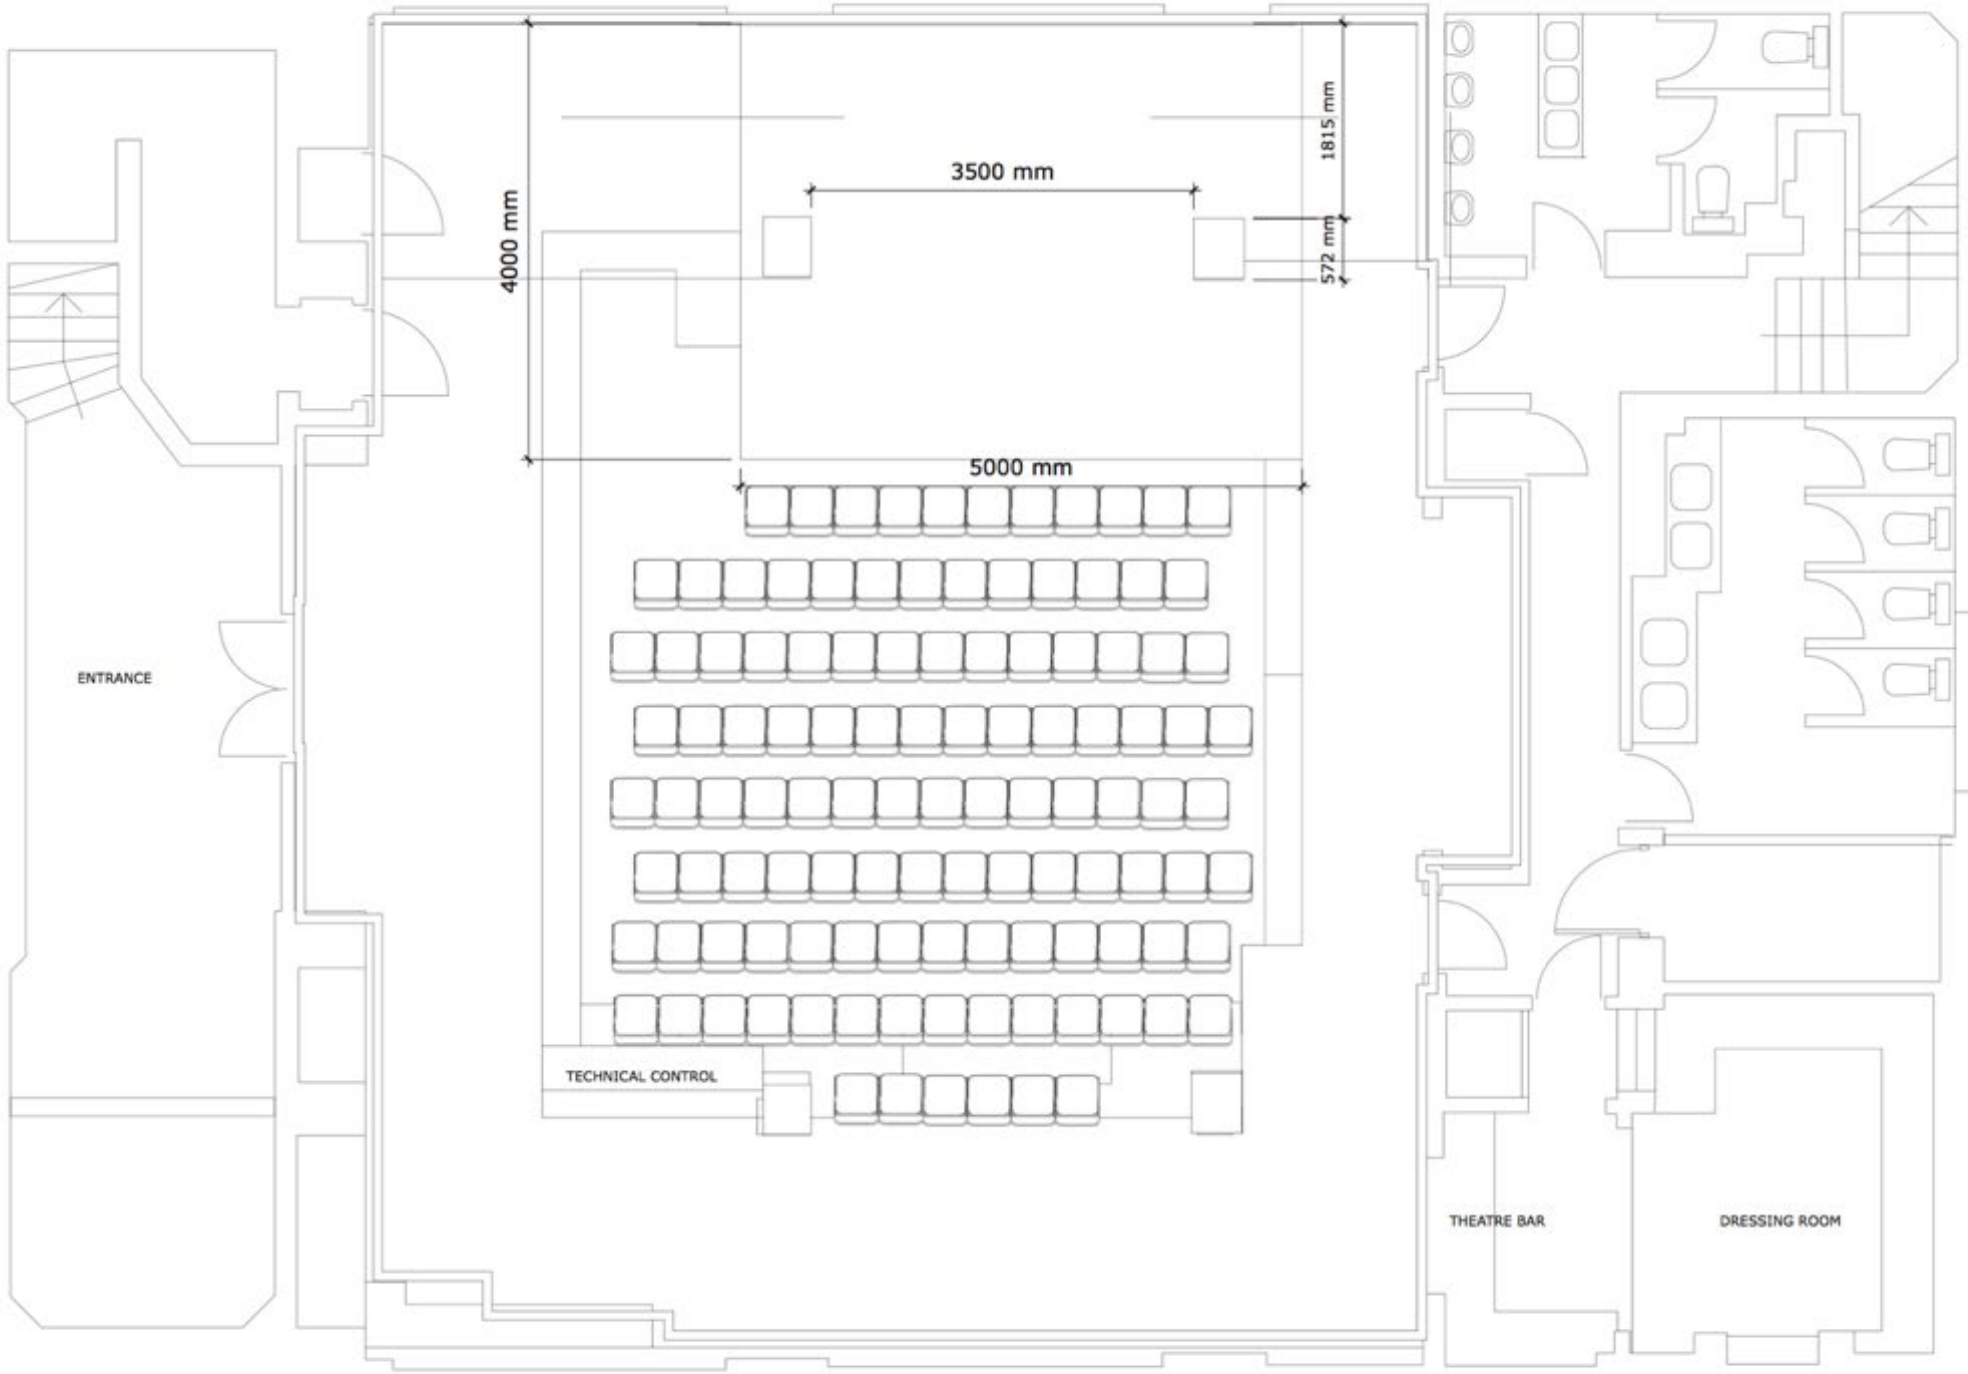 1815 mm
3500 mm
4000 mm
572 mm
5000 mm
ENTRANCE
TECHNICAL CONTROL
THEATRE BAR
DRESSING ROOM